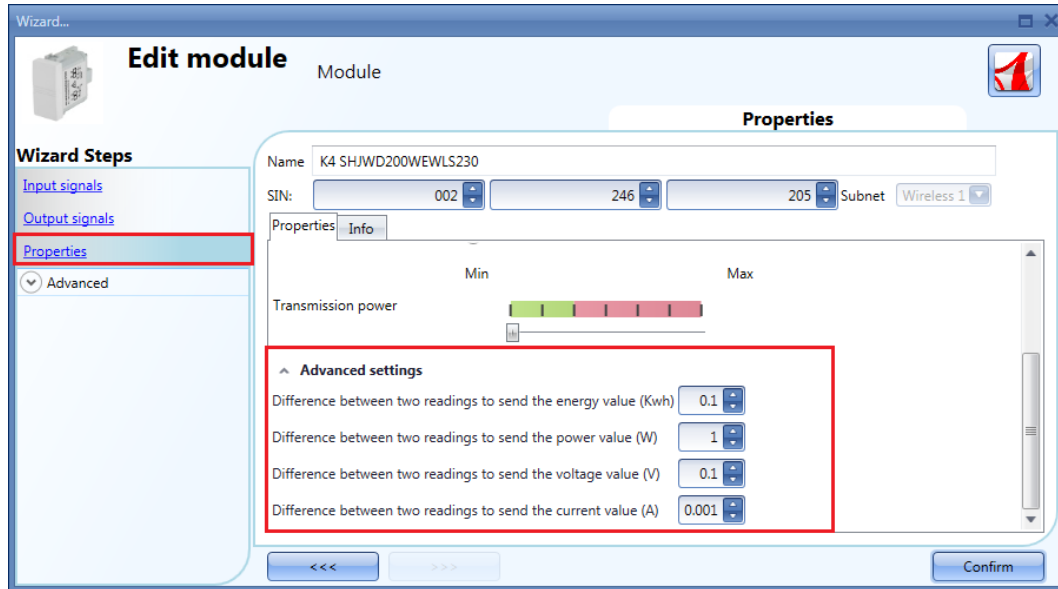 Wizard...
Edit module
Module
Properties
Wizard Steps
Input signals
Output signals
Properties
Advanced
Name K4 SHJWD200WEWLS230
SIN: 002 246 205 Subnet Wireless 1
Properties Info
Min Max
Transmission power
Advanced settings
Difference between two readings to send the energy value (Kwh) 0.1
Difference between two readings to send the power value (W) 1
Difference between two readings to send the voltage value (V) 0.1
Difference between two readings to send the current value (A) 0.001
<<< >>> Confirm